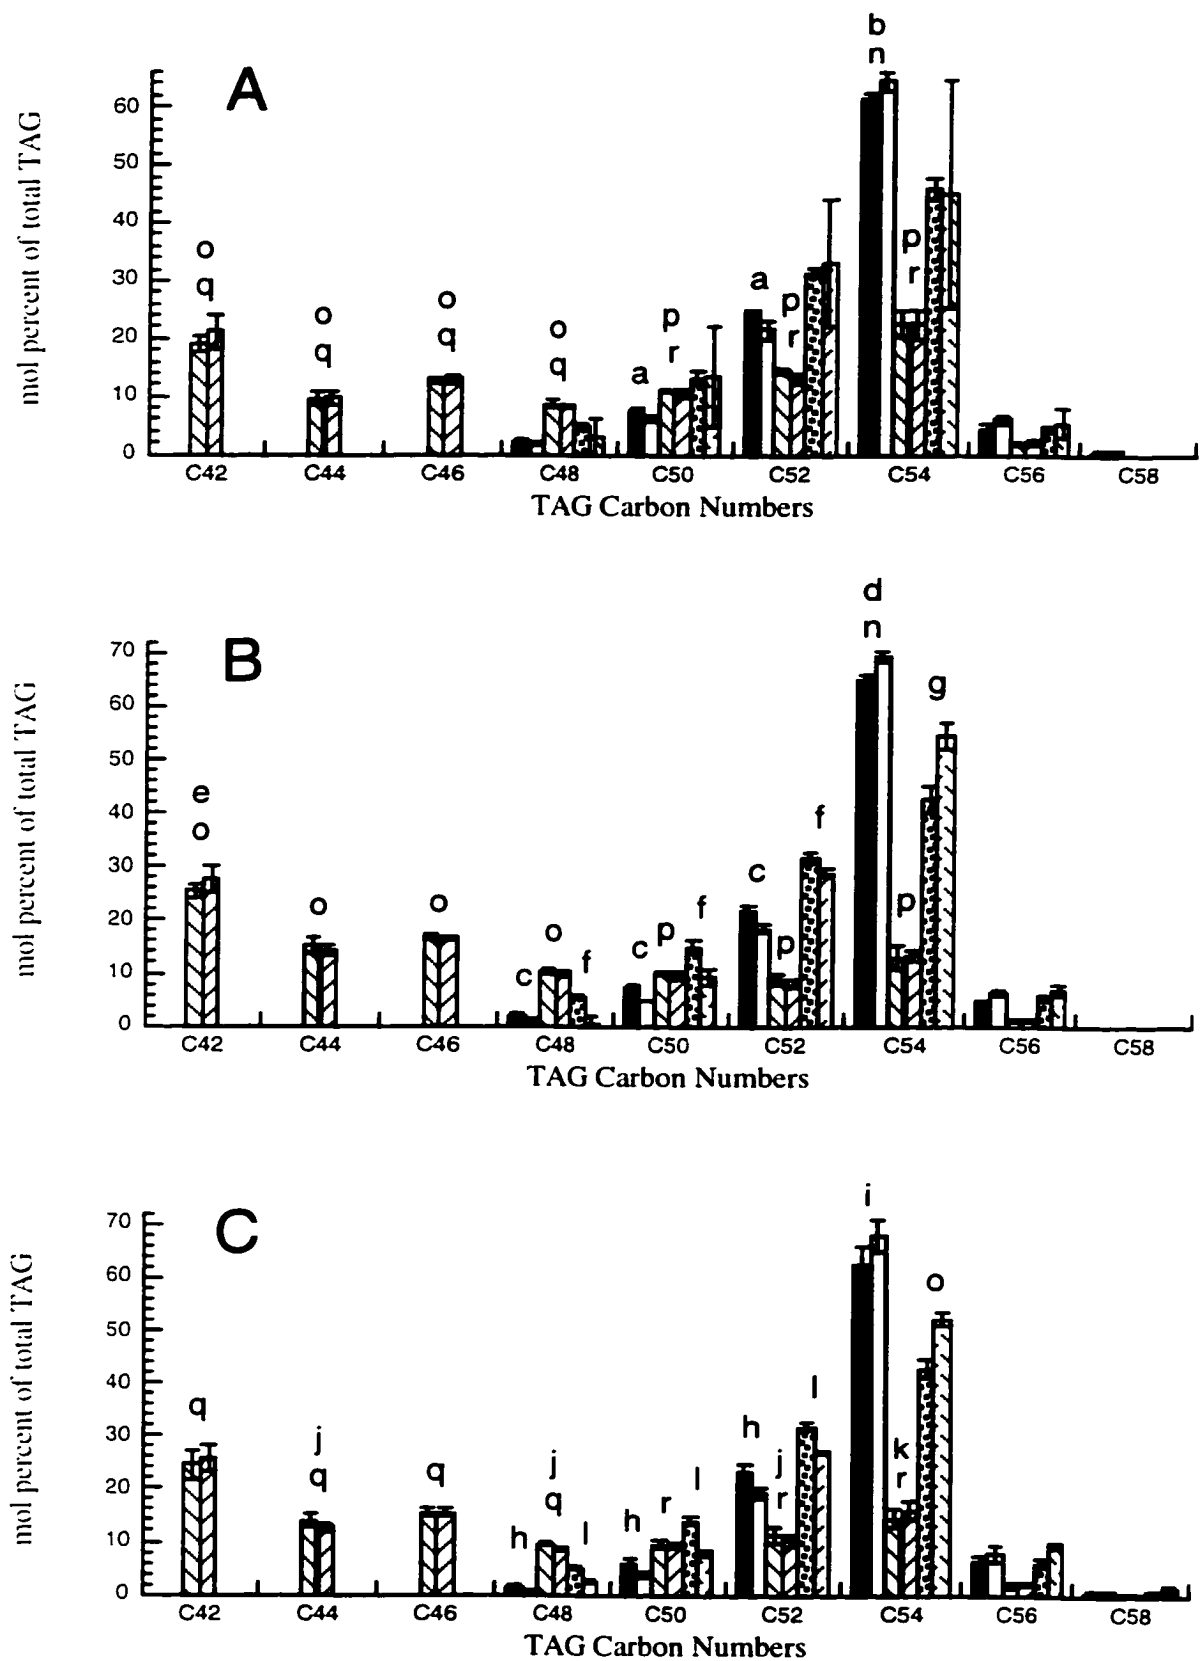 A
b
n
mol percent of total TAG
60
50
40
30
20
10
0
o
q
o
q
o
q
o
q
a
p
r
a
p
r
p
r
C42 C44 C46 C48 C50 C52 C54 C56 C58
TAG Carbon Numbers
B
d
n
mol percent of total TAG
70
60
50
40
30
20
10
0
e
o
o
o
c
o
f
c
p
f
c
p
f
p
g
C42 C44 C46 C48 C50 C52 C54 C56 C58
TAG Carbon Numbers
C
i
mol percent of total TAG
70
60
50
40
30
20
10
0
q
j
q
q
h
j
q
l
h
r
l
h
j
r
l
k
r
o
C42 C44 C46 C48 C50 C52 C54 C56 C58
TAG Carbon Numbers